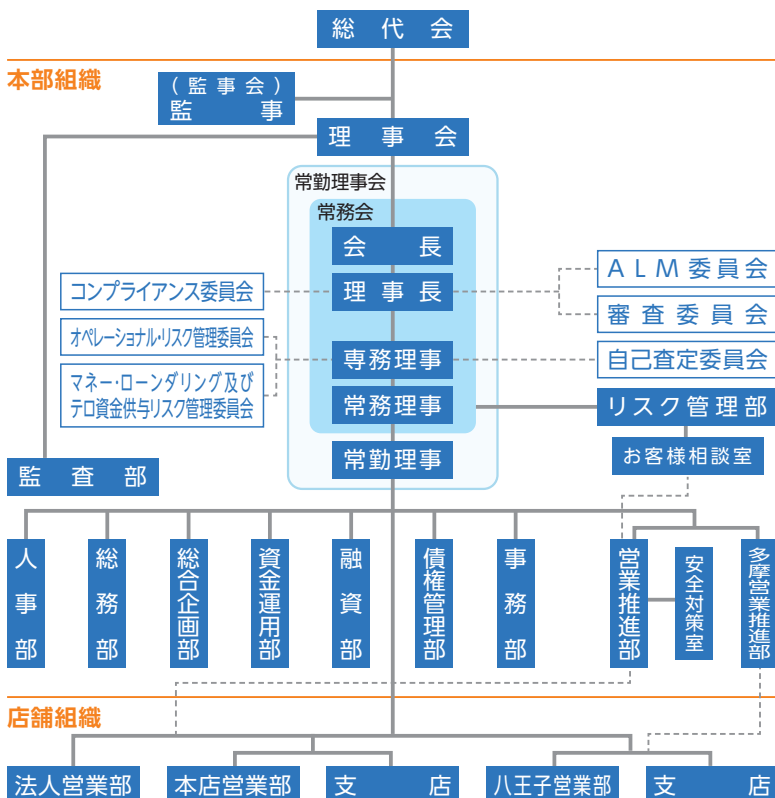 総代会
本部組織
（監事会）
監事
理事会
常勤理事会
常務会
会長
理事長
コンプライアンス委員会
ALM委員会
審査委員会
オペレーショナル・リスク管理委員会
専務理事
自己査定委員会
マネー・ローンダリング及び
テロ資金供与リスク管理委員会
常務理事
リスク管理部
常勤理事
お客様相談室
監査部
人事部
総務部
総合企画部
資金運用部
融資部
債権管理部
事務部
営業推進部
安全対策室
多摩営業推進部
店舗組織
法人営業部
本店営業部
支店
八王子営業部
支店